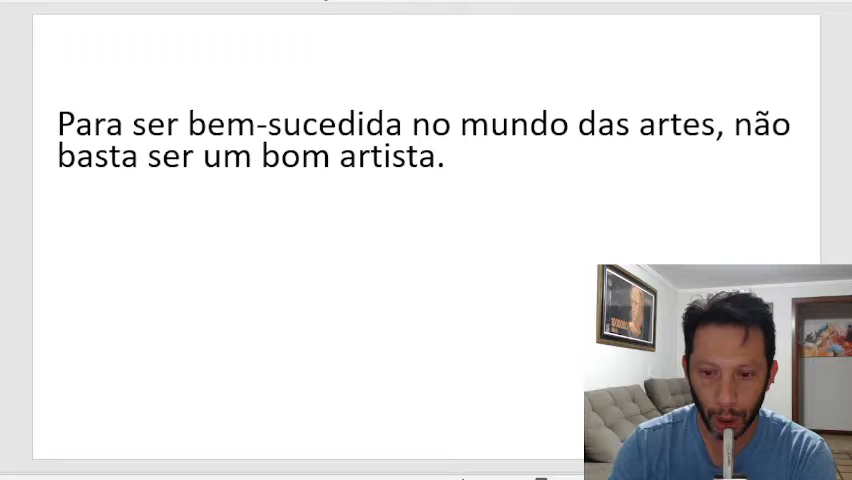 Para ser bem-sucedida no mundo das artes, não
basta ser um bom artista.